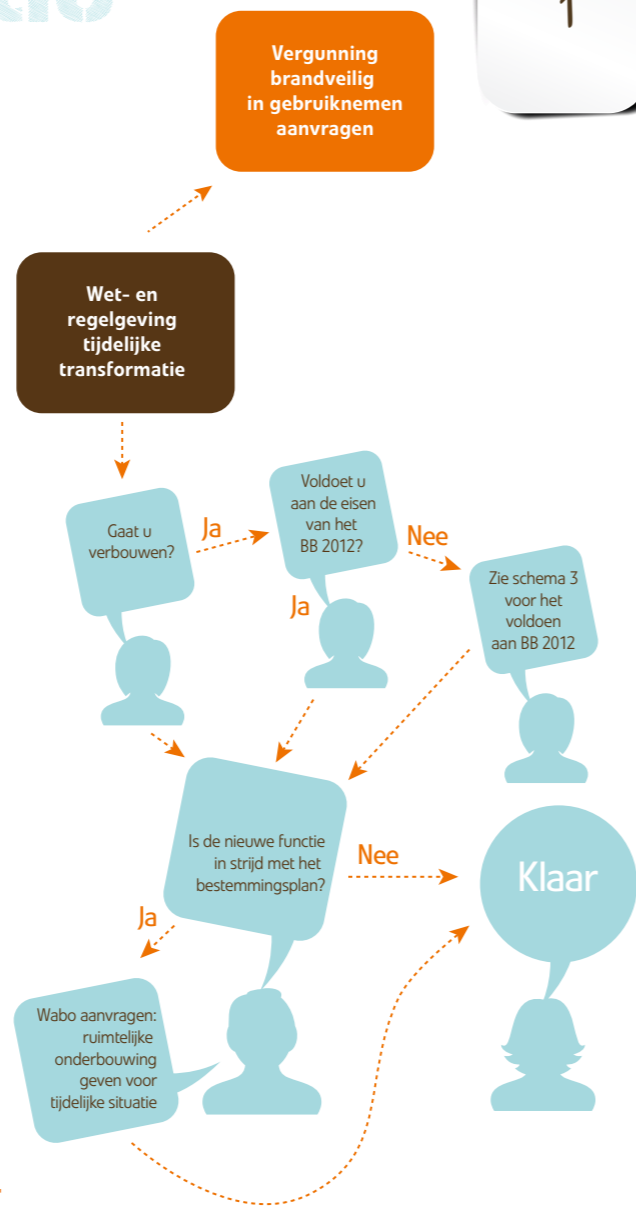 1
Vergunning
brandveilig
in gebruiknemen
aanvragen
Wet- en
regelgeving
tijdelijke
transformatie
Gaat u
verbouwen?
Ja
Voldoet u
aan de eisen
van het
BB 2012?
Nee
Ja
Zie schema 3
voor het
voldoen
aan BB 2012
Is de nieuwe functie
in strijd met het
bestemmingsplan?
Nee
Klaar
Ja
Wabo aanvragen:
ruimtelijke
onderbouwing
geven voor
tijdelijke situatie